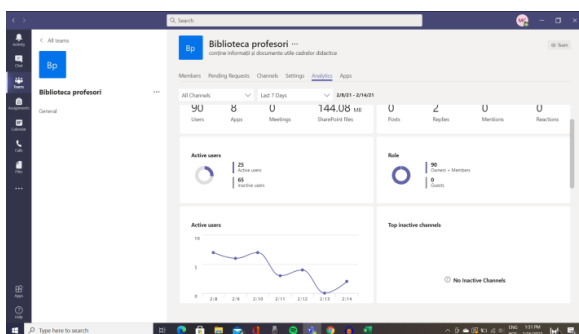 Search
MC
Activity
Chat
Teams
Assignments
Calendar
Calls
Files
Apps
Help
All teams
Bp
Biblioteca profesori
General
Bp
Biblioteca profesori
conține informații și documente utile cadrelor didactice
Team
Members Pending Requests Channels Settings Analytics Apps
All Channels
Last 7 Days
2/8/21 - 2/14/21
90 8 0 144.08 MB 0 2 0 0
Users Apps Meetings SharePoint files Posts Replies Mentions Reactions
Active users
25
Active users
65
Inactive users
Role
90
Owners + Members
0
Guests
Active users
10
5
0
2/8 2/9 2/10 2/11 2/12 2/13 2/14
Top inactive channels
No Inactive Channels
Type here to search
ENG
1:31 PM